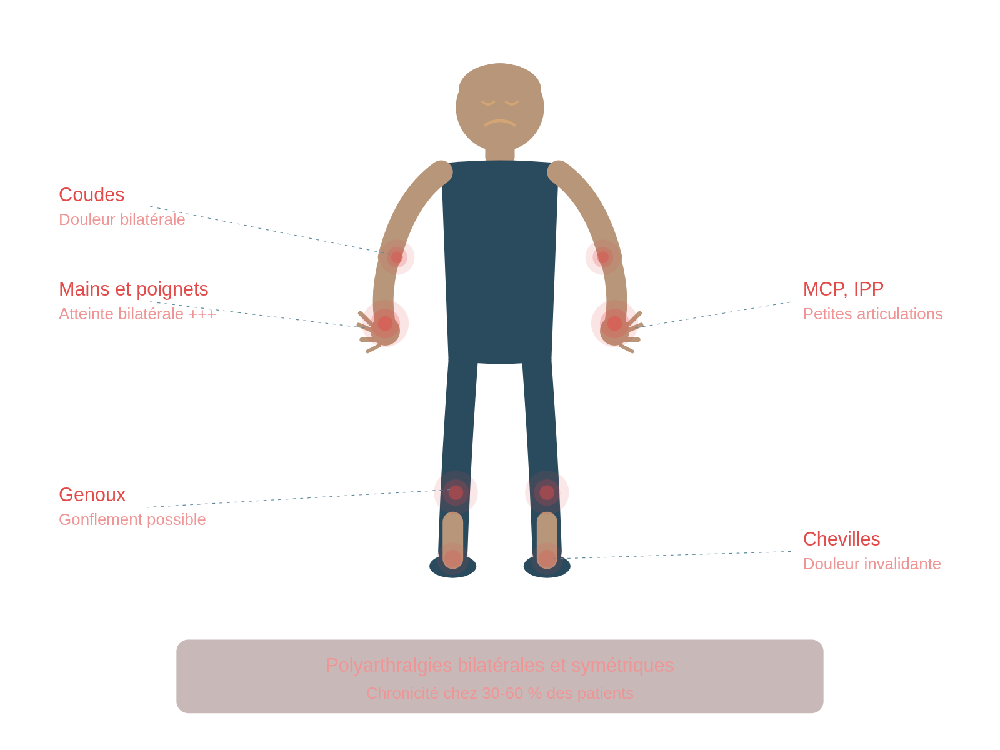 Coudes
Douleur bilatérale
Mains et poignets
Atteinte bilatérale +++
MCP, IPP
Petites articulations
Genoux
Gonflement possible
Chevilles
Douleur invalidante
Polyarthralgies bilatérales et symétriques
Chronicité chez 30-60 % des patients